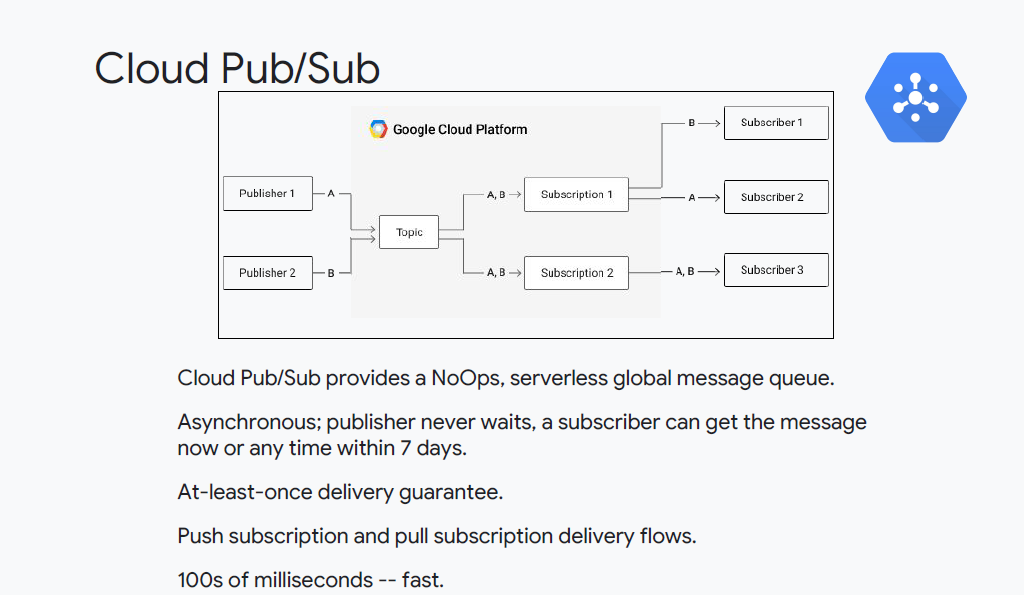 Cloud Pub/Sub
Google Cloud Platform
Publisher 1
A
Publisher 2
B
Topic
A, B
Subscription 1
A, B
Subscription 2
B
Subscriber 1
A
Subscriber 2
A, B
Subscriber 3
Cloud Pub/Sub provides a NoOps, serverless global message queue.
Asynchronous; publisher never waits, a subscriber can get the message
now or any time within 7 days.
At-least-once delivery guarantee.
Push subscription and pull subscription delivery flows.
100s of milliseconds -- fast.